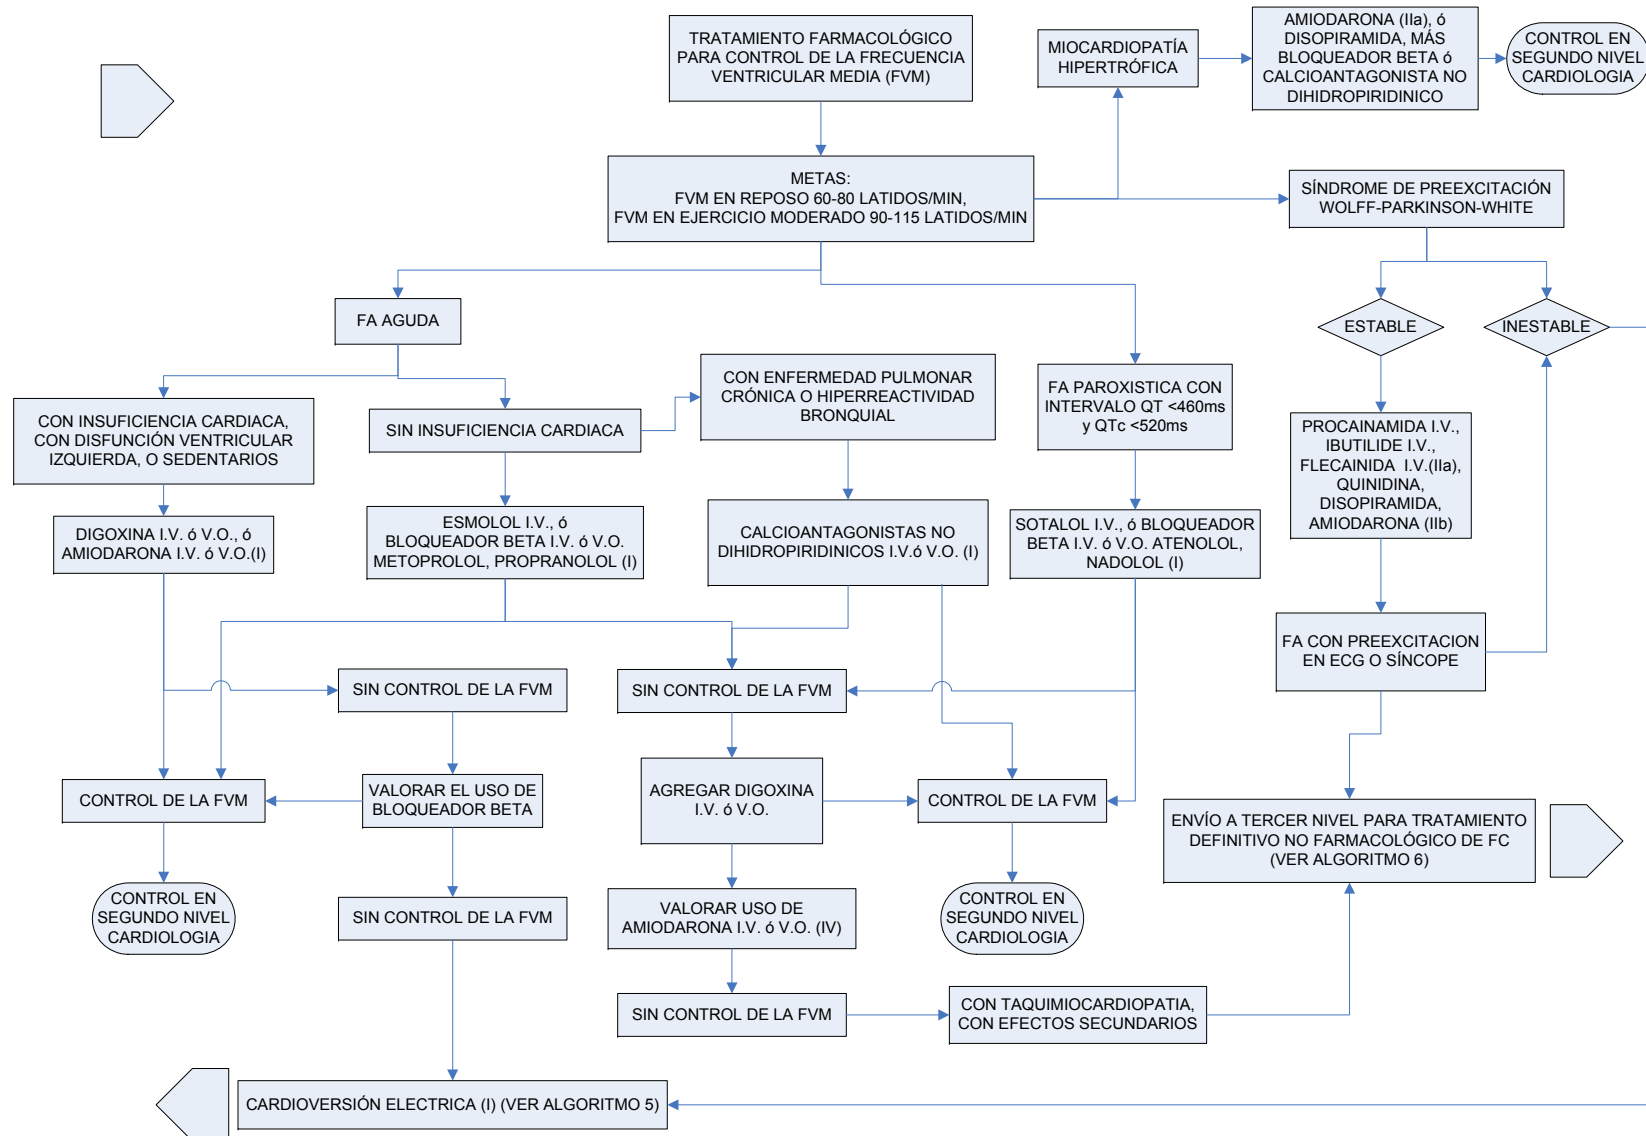 TRATAMIENTO FARMACOLÓGICO
PARA CONTROL DE LA FRECUENCIA
VENTRICULAR MEDIA (FVM)
MIOCARDIOPATÍA
HIPERTRÓFICA
AMIODARONA (IIa), ó
DISOPIRAMIDA, MÁS
BLOQUEADOR BETA ó
CALCIOANTAGONISTA NO
DIHIDROPIRIDINICO
CONTROL EN
SEGUNDO NIVEL
CARDIOLOGIA
METAS:
FVM EN REPOSO 60-80 LATIDOS/MIN,
FVM EN EJERCICIO MODERADO 90-115 LATIDOS/MIN
SÍNDROME DE PREEXCITACIÓN
WOLFF-PARKINSON-WHITE
FA AGUDA
ESTABLE
INESTABLE
CON INSUFICIENCIA CARDIACA,
CON DISFUNCIÓN VENTRICULAR
IZQUIERDA, O SEDENTARIOS
SIN INSUFICIENCIA CARDIACA
CON ENFERMEDAD PULMONAR
CRÓNICA O HIPERREACTIVIDAD
BRONQUIAL
FA PAROXISTICA CON
INTERVALO QT <460ms
y QTc <520ms
PROCAINAMIDA I.V.,
IBUTILIDE I.V.,
FLECAINIDA I.V.(IIa),
QUINIDINA,
DISOPIRAMIDA,
AMIODARONA (IIb)
DIGOXINA I.V. ó V.O., ó
AMIODARONA I.V. ó V.O.(I)
ESMOLOL I.V., ó
BLOQUEADOR BETA I.V. ó V.O.
METOPROLOL, PROPRANOLOL (I)
CALCIOANTAGONISTAS NO
DIHIDROPIRIDINICOS I.V.ó V.O. (I)
SOTALOL I.V., ó BLOQUEADOR
BETA I.V. ó V.O. ATENOLOL,
NADOLOL (I)
FA CON PREEXCITACION
EN ECG O SÍNCOPE
SIN CONTROL DE LA FVM
SIN CONTROL DE LA FVM
CONTROL DE LA FVM
VALORAR EL USO DE
BLOQUEADOR BETA
AGREGAR DIGOXINA
I.V. ó V.O.
CONTROL DE LA FVM
ENVÍO A TERCER NIVEL PARA TRATAMIENTO
DEFINITIVO NO FARMACOLÓGICO DE FC
(VER ALGORITMO 6)
CONTROL EN
SEGUNDO NIVEL
CARDIOLOGIA
SIN CONTROL DE LA FVM
VALORAR USO DE
AMIODARONA I.V. ó V.O. (IV)
CONTROL EN
SEGUNDO NIVEL
CARDIOLOGIA
SIN CONTROL DE LA FVM
CON TAQUIMIOCARDIOPATIA,
CON EFECTOS SECUNDARIOS
CARDIOVERSIÓN ELECTRICA (I) (VER ALGORITMO 5)